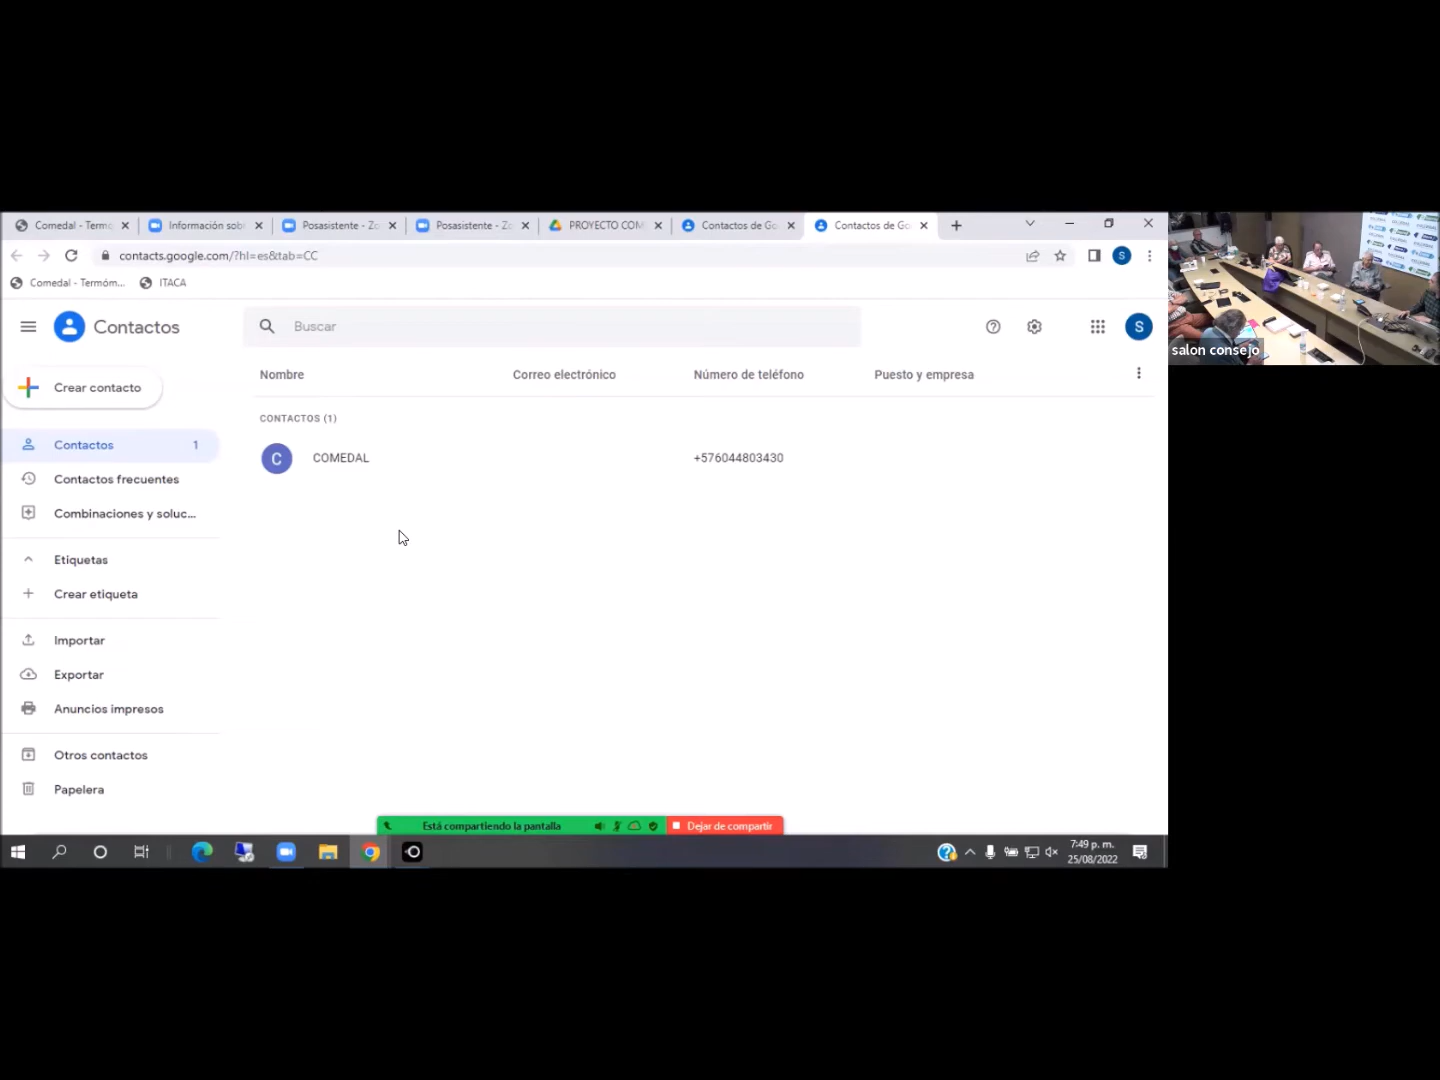 Comedal - Termo
Información sob
Posasistente - Zo
Posasistente - Zo
PROYECTO COM
Contactos de Go
Contactos de Go
contacts.google.com/?hl=es&tab=CC
S
Comedal - Termóm...
ITACA
Contactos
Buscar
S
salon consejo
Crear contacto
Nombre
Correo electrónico
Número de teléfono
Puesto y empresa
CONTACTOS (1)
Contactos
1
C
COMEDAL
+576044803430
Contactos frecuentes
Combinaciones y soluc...
Etiquetas
Crear etiqueta
Importar
Exportar
Anuncios impresos
Otros contactos
Papelera
Está compartiendo la pantalla
Dejar de compartir
7:49 p. m.
25/08/2022